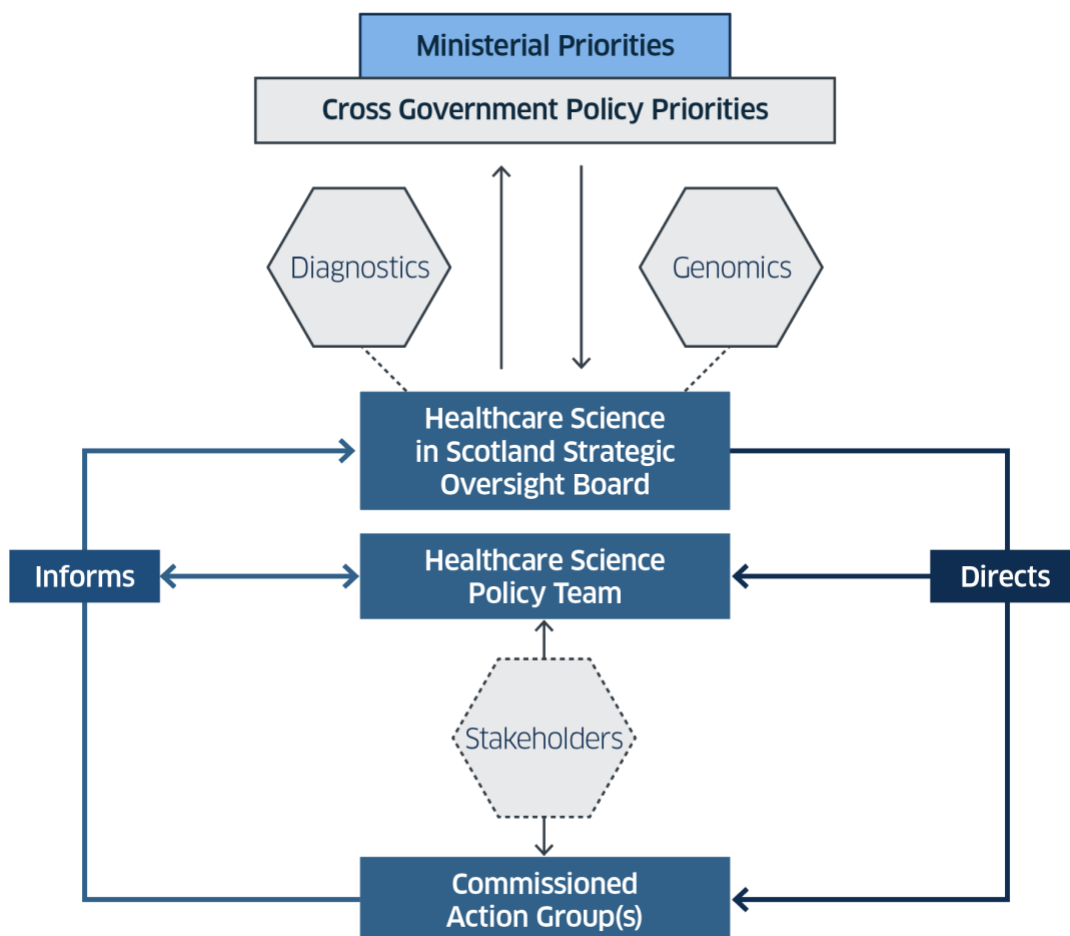 Ministerial Priorities
Cross Government Policy Priorities
Diagnostics
Genomics
Healthcare Science
in Scotland Strategic
Oversight Board
Informs
Healthcare Science
Policy Team
Directs
Stakeholders
Commissioned
Action Group(s)